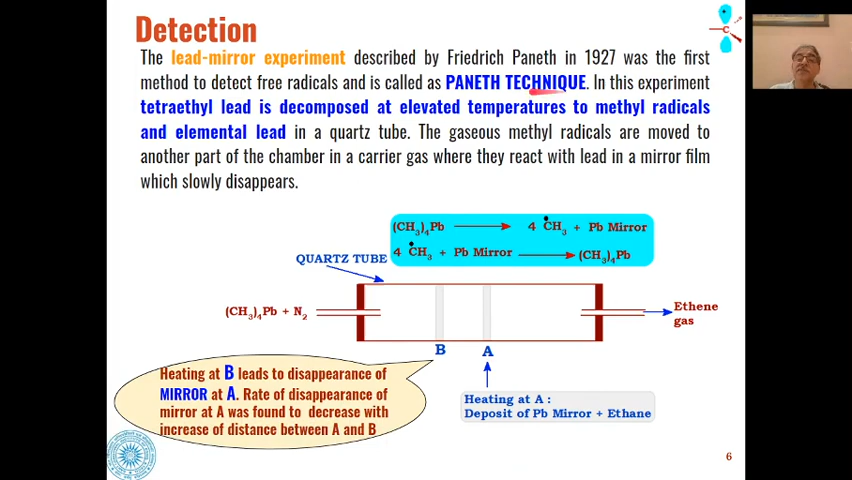 Detection
The lead-mirror experiment described by Friedrich Paneth in 1927 was the first
method to detect free radicals and is called as PANETH TECHNIQUE. In this experiment
tetraethyl lead is decomposed at elevated temperatures to methyl radicals
and elemental lead in a quartz tube. The gaseous methyl radicals are moved to
another part of the chamber in a carrier gas where they react with lead in a mirror film
which slowly disappears.
(CH₃)₄Pb → 4 ĊH₃ + Pb Mirror
4 ĊH₃ + Pb Mirror → (CH₃)₄Pb
QUARTZ TUBE
(CH₃)₄Pb + N₂
Ethene
gas
B
A
Heating at B leads to disappearance of
MIRROR at A. Rate of disappearance of
mirror at A was found to decrease with
increase of distance between A and B
Heating at A :
Deposit of Pb Mirror + Ethane
C
6